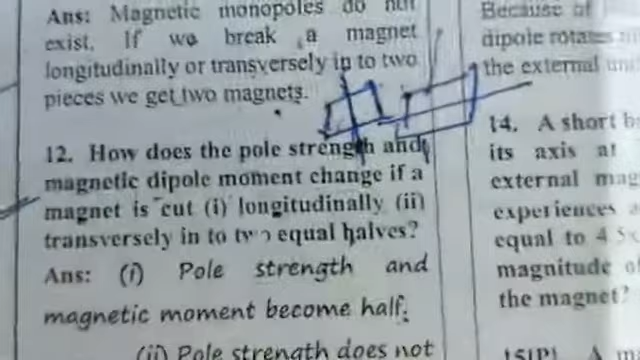 Ans: Magnetic monopoles do not
exist. If we break a magnet
longitudinally or transversely in to two
pieces we get two magnets.
12. How does the pole strength and
magnetic dipole moment change if a
magnet is cut (i) longitudinally (ii)
transversely in to two equal halves?
Ans: (i) Pole strength and
magnetic moment become half.
(ii) Pole strength does not
Because of
dipole rotates
the external
14. A short
its axis at
external
experiences
equal to 4.5
magnitude
the magnet?